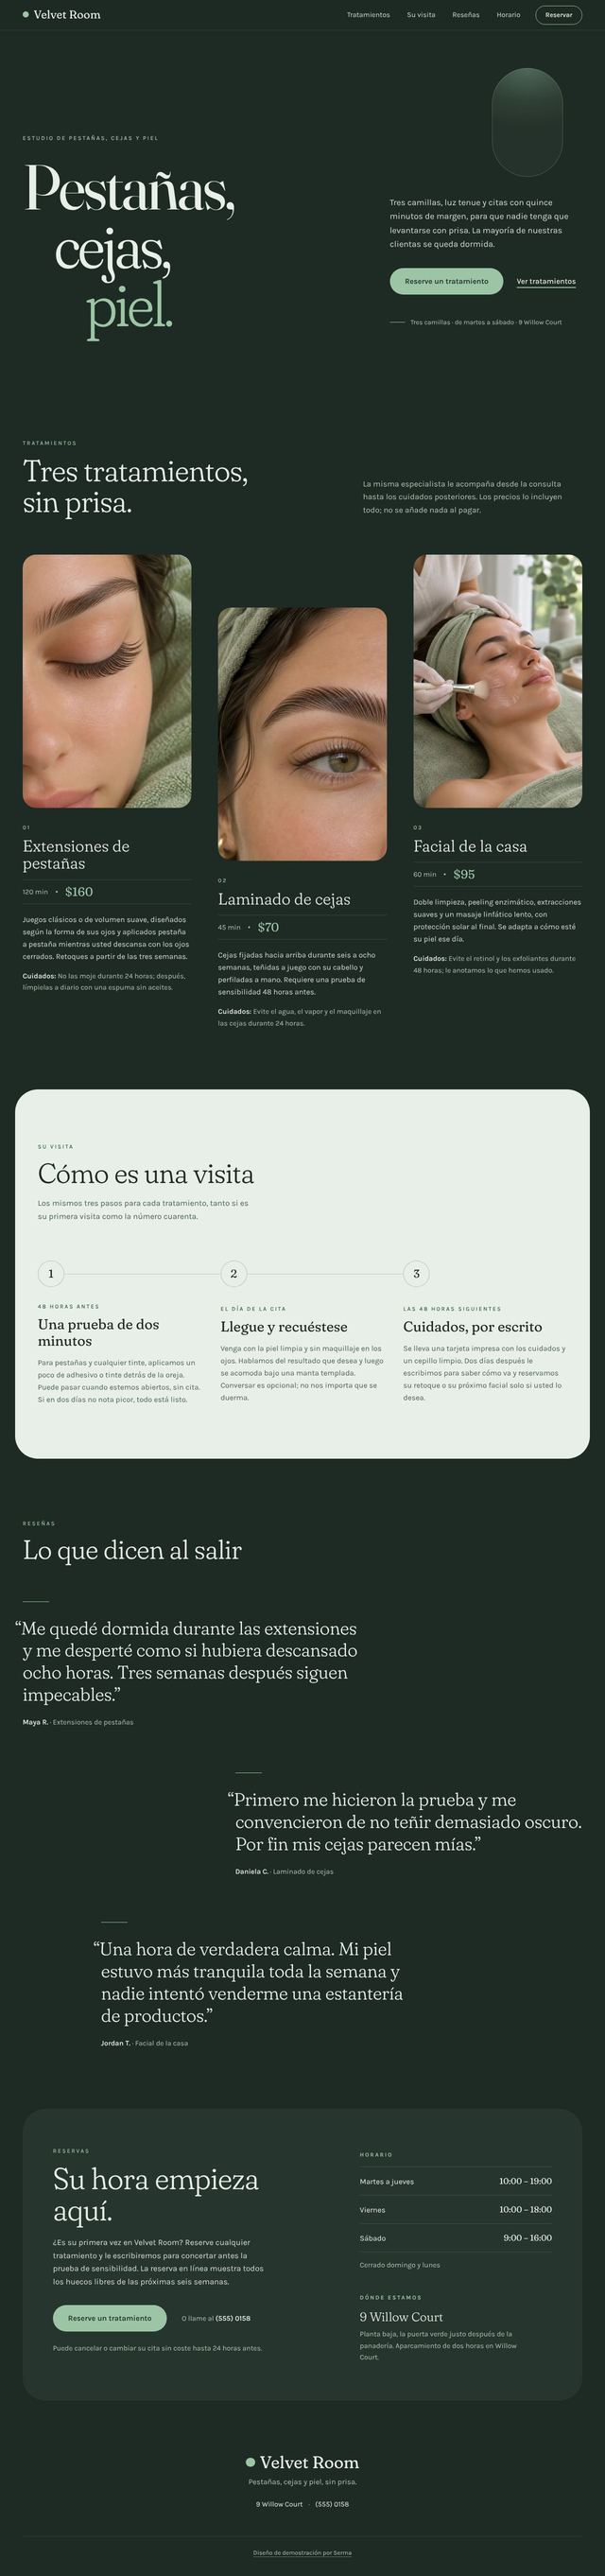 Velvet Room
Tratamientos
Su visita
Reseñas
Horario
Reservar
ESTUDIO DE PESTAÑAS, CEJAS Y PIEL
Pestañas,
cejas,
piel.
Tres camillas, luz tenue y citas con quince
minutos de margen, para que nadie tenga que
levantarse con prisa. La mayoría de nuestras
clientas se queda dormida.
Reserve un tratamiento
Ver tratamientos
Tres camillas · de martes a sábado · 9 Willow Court
TRATAMIENTOS
Tres tratamientos,
sin prisa.
La misma especialista le acompaña desde la consulta
hasta los cuidados posteriores. Los precios lo incluyen
todo; no se añade nada al pagar.
01
Extensiones de
pestañas
120 min • $160
Juegos clásicos o de volumen suave, diseñados
según la forma de sus ojos y aplicados pestaña
a pestaña mientras usted descansa con los ojos
cerrados. Retoques a partir de las tres semanas.
Cuidados: No las moje durante 24 horas; después,
límpielas a diario con una espuma sin aceites.
02
Laminado de cejas
45 min • $70
Cejas fijadas hacia arriba durante seis a ocho
semanas, teñidas a juego con su cabello y
perfiladas a mano. Requiere una prueba de
sensibilidad 48 horas antes.
Cuidados: Evite el agua, el vapor y el maquillaje en
las cejas durante 24 horas.
03
Facial de la casa
60 min • $95
Doble limpieza, peeling enzimático, extracciones
suaves y un masaje linfático lento, con
protección solar al final. Se adapta a cómo esté
su piel ese día.
Cuidados: Evite el retinol y los exfoliantes durante
48 horas; le anotamos lo que hemos usado.
SU VISITA
Cómo es una visita
Los mismos tres pasos para cada tratamiento, tanto si es
su primera visita como la número cuarenta.
1
48 HORAS ANTES
Una prueba de dos
minutos
Para pestañas y cualquier tinte, aplicamos un
poco de adhesivo o tinte detrás de la oreja.
Puede pasar cuando estemos abiertos, sin cita.
Si en dos días no nota picor, todo está listo.
2
EL DÍA DE LA CITA
Llegue y recuéstese
Venga con la piel limpia y sin maquillaje en los
ojos. Hablamos del resultado que desea y luego
se acomoda bajo una manta templada.
Conversar es opcional; no nos importa que se
duerma.
3
LAS 48 HORAS SIGUIENTES
Cuidados, por escrito
Se lleva una tarjeta impresa con los cuidados y
un cepillo limpio. Dos días después le
escribimos para saber cómo va y reservamos
su retoque o su próximo facial solo si usted lo
desea.
RESEÑAS
Lo que dicen al salir
“Me quedé dormida durante las extensiones
y me desperté como si hubiera descansado
ocho horas. Tres semanas después siguen
impecables.”
Maya R. · Extensiones de pestañas
“Primero me hicieron la prueba y me
convencieron de no teñir demasiado oscuro.
Por fin mis cejas parecen mías.”
Daniela C. · Laminado de cejas
“Una hora de verdadera calma. Mi piel
estuvo más tranquila toda la semana y
nadie intentó venderme una estantería
de productos.”
Jordan T. · Facial de la casa
RESERVAS
Su hora empieza
aquí.
¿Es su primera vez en Velvet Room? Reserve cualquier
tratamiento y le escribiremos para concertar antes la
prueba de sensibilidad. La reserva en línea muestra todos
los huecos libres de las próximas seis semanas.
Reserve un tratamiento
O llame al (555) 0158
Puede cancelar o cambiar su cita sin coste hasta 24 horas antes.
HORARIO
Martes a jueves 10:00 – 19:00
Viernes 10:00 – 18:00
Sábado 9:00 – 16:00
Cerrado domingo y lunes
DÓNDE ESTAMOS
9 Willow Court
Planta baja, la puerta verde justo después de la
panadería. Aparcamiento de dos horas en Willow
Court.
Velvet Room
Pestañas, cejas y piel, sin prisa.
9 Willow Court · (555) 0158
Diseño de demostración por Serma